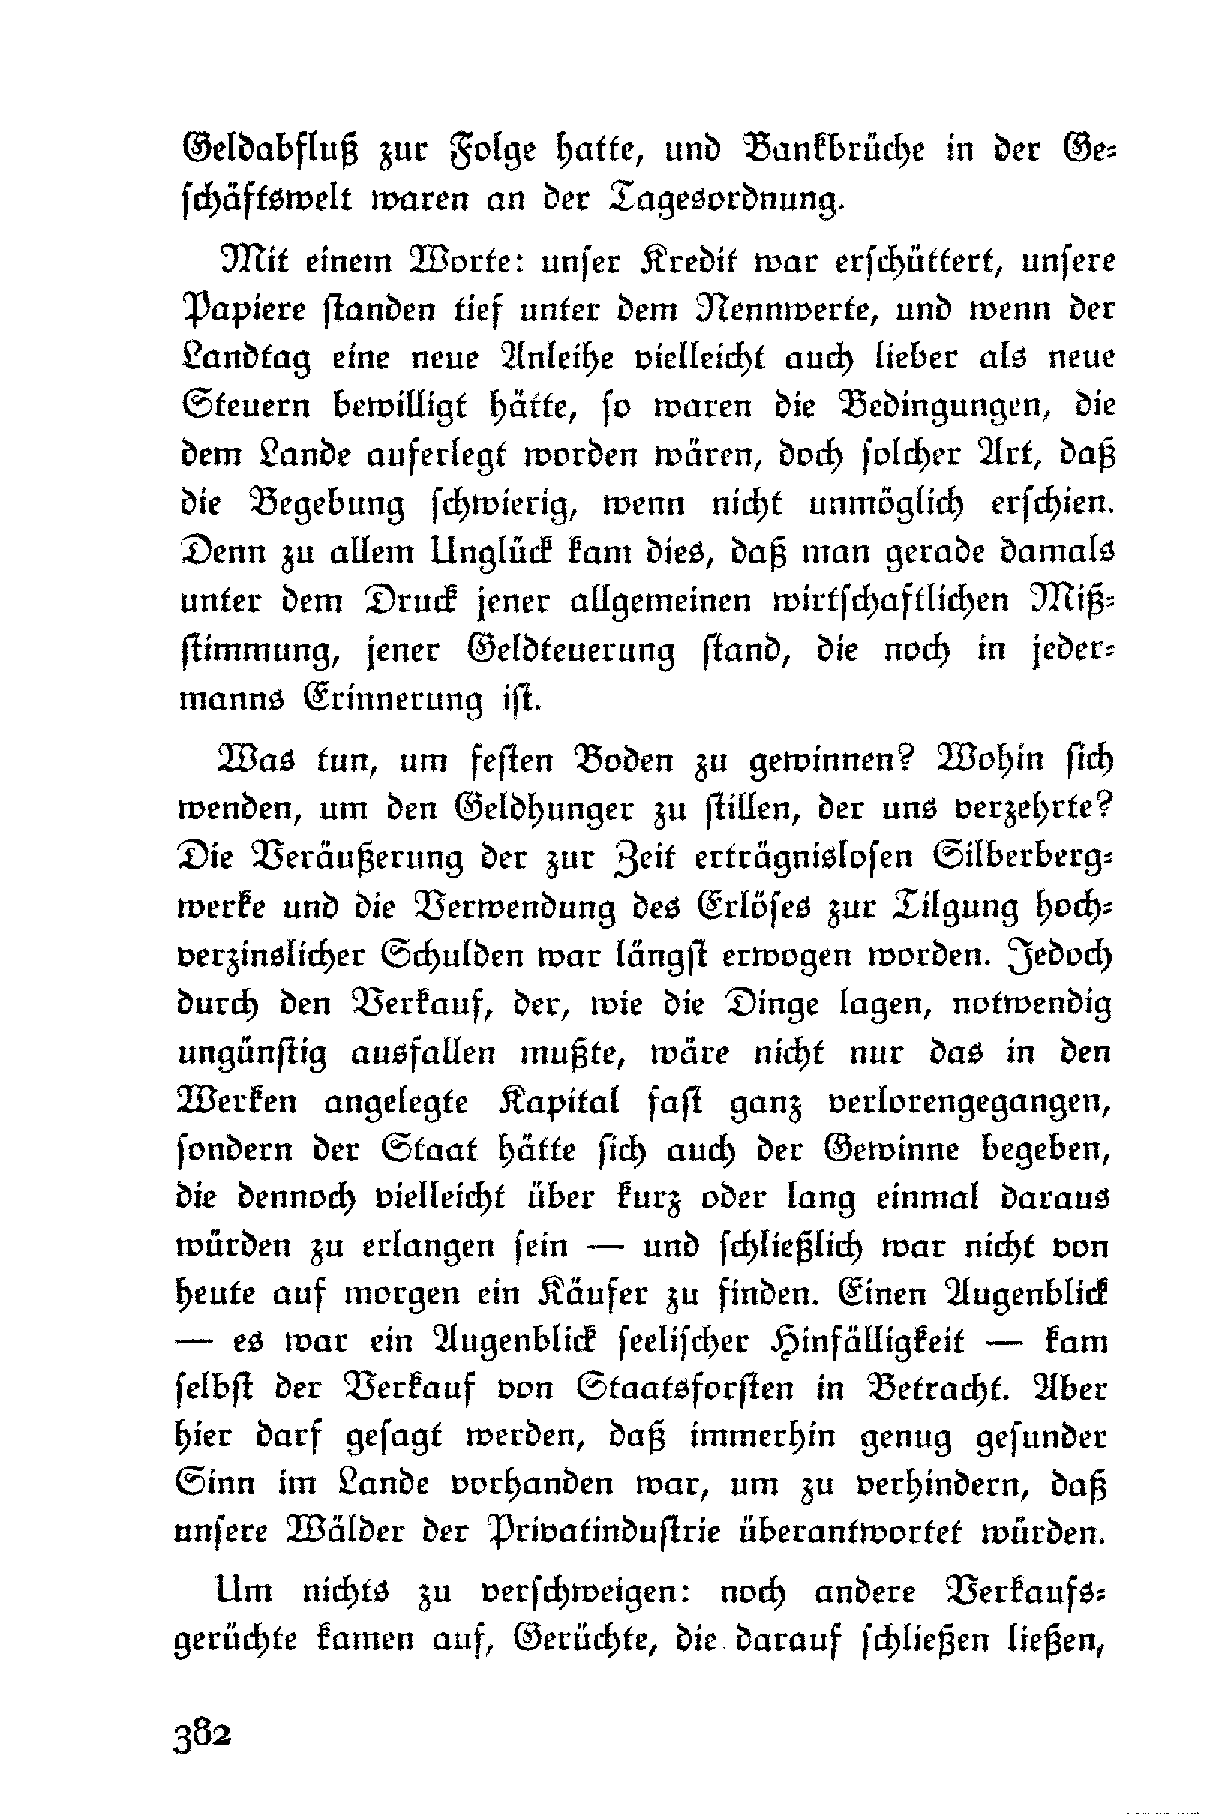 Geldabfluß zur Folge hatte, und Bankbrüche in der Ge-
schäftswelt waren an der Tagesordnung.
Mit einem Worte: unser Kredit war erschüttert, unsere
Papiere standen tief unter dem Nennwerte, und wenn der
Landtag eine neue Anleihe vielleicht auch lieber als neue
Steuern bewilligt hätte, so waren die Bedingungen, die
dem Lande auferlegt worden wären, doch solcher Art, daß
die Begebung schwierig, wenn nicht unmöglich erschien.
Denn zu allem Unglück kam dies, daß man gerade damals
unter dem Druck jener allgemeinen wirtschaftlichen Miß-
stimmung, jener Geldteuerung stand, die noch in jeder-
manns Erinnerung ist.
Was tun, um festen Boden zu gewinnen? Wohin sich
wenden, um den Geldhunger zu stillen, der uns verzehrte?
Die Veräußerung der zur Zeit erträgnislosen Silberberg-
werke und die Verwendung des Erlöses zur Tilgung hoch-
verzinslicher Schulden war längst erwogen worden. Jedoch
durch den Verkauf, der, wie die Dinge lagen, notwendig
ungünstig ausfallen mußte, wäre nicht nur das in den
Werken angelegte Kapital fast ganz verlorengegangen,
sondern der Staat hätte sich auch der Gewinne begeben,
die dennoch vielleicht über kurz oder lang einmal daraus
würden zu erlangen sein — und schließlich war nicht von
heute auf morgen ein Käufer zu finden. Einen Augenblick
— es war ein Augenblick seelischer Hinfälligkeit — kam
selbst der Verkauf von Staatsforsten in Betracht. Aber
hier darf gesagt werden, daß immerhin genug gesunder
Sinn im Lande vorhanden war, um zu verhindern, daß
unsere Wälder der Privatindustrie überantwortet würden.
Um nichts zu verschweigen: noch andere Verkaufs-
gerüchte kamen auf, Gerüchte, die darauf schließen ließen,
382